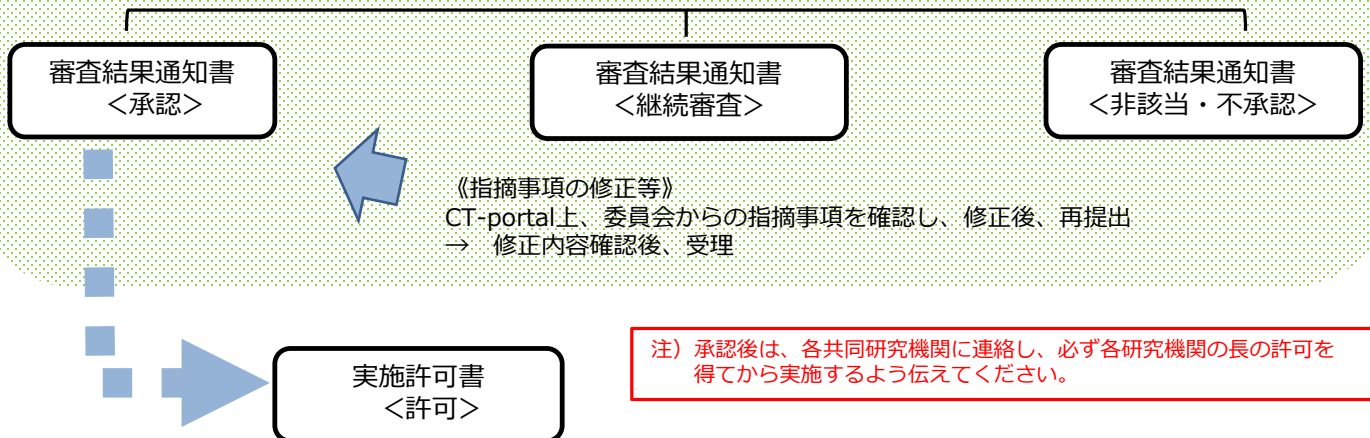 審査結果通知書
＜承認＞
審査結果通知書
＜継続審査＞
審査結果通知書
＜非該当・不承認＞
《指摘事項の修正等》
CT-portal上、委員会からの指摘事項を確認し、修正後、再提出
→　修正内容確認後、受理
注）承認後は、各共同研究機関に連絡し、必ず各研究機関の長の許可を
得てから実施するよう伝えてください。
実施許可書
＜許可＞